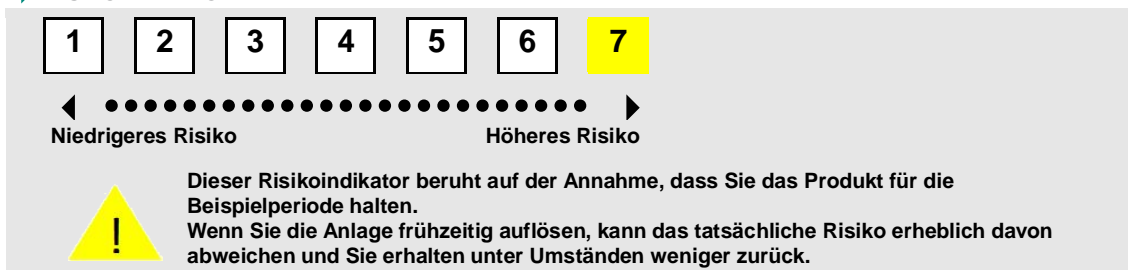 1 2 3 4 5 6 7
Niedrigeres Risiko Höheres Risiko
Dieser Risikoindikator beruht auf der Annahme, dass Sie das Produkt für die
Beispielperiode halten.
Wenn Sie die Anlage frühzeitig auflösen, kann das tatsächliche Risiko erheblich davon
abweichen und Sie erhalten unter Umständen weniger zurück.
!